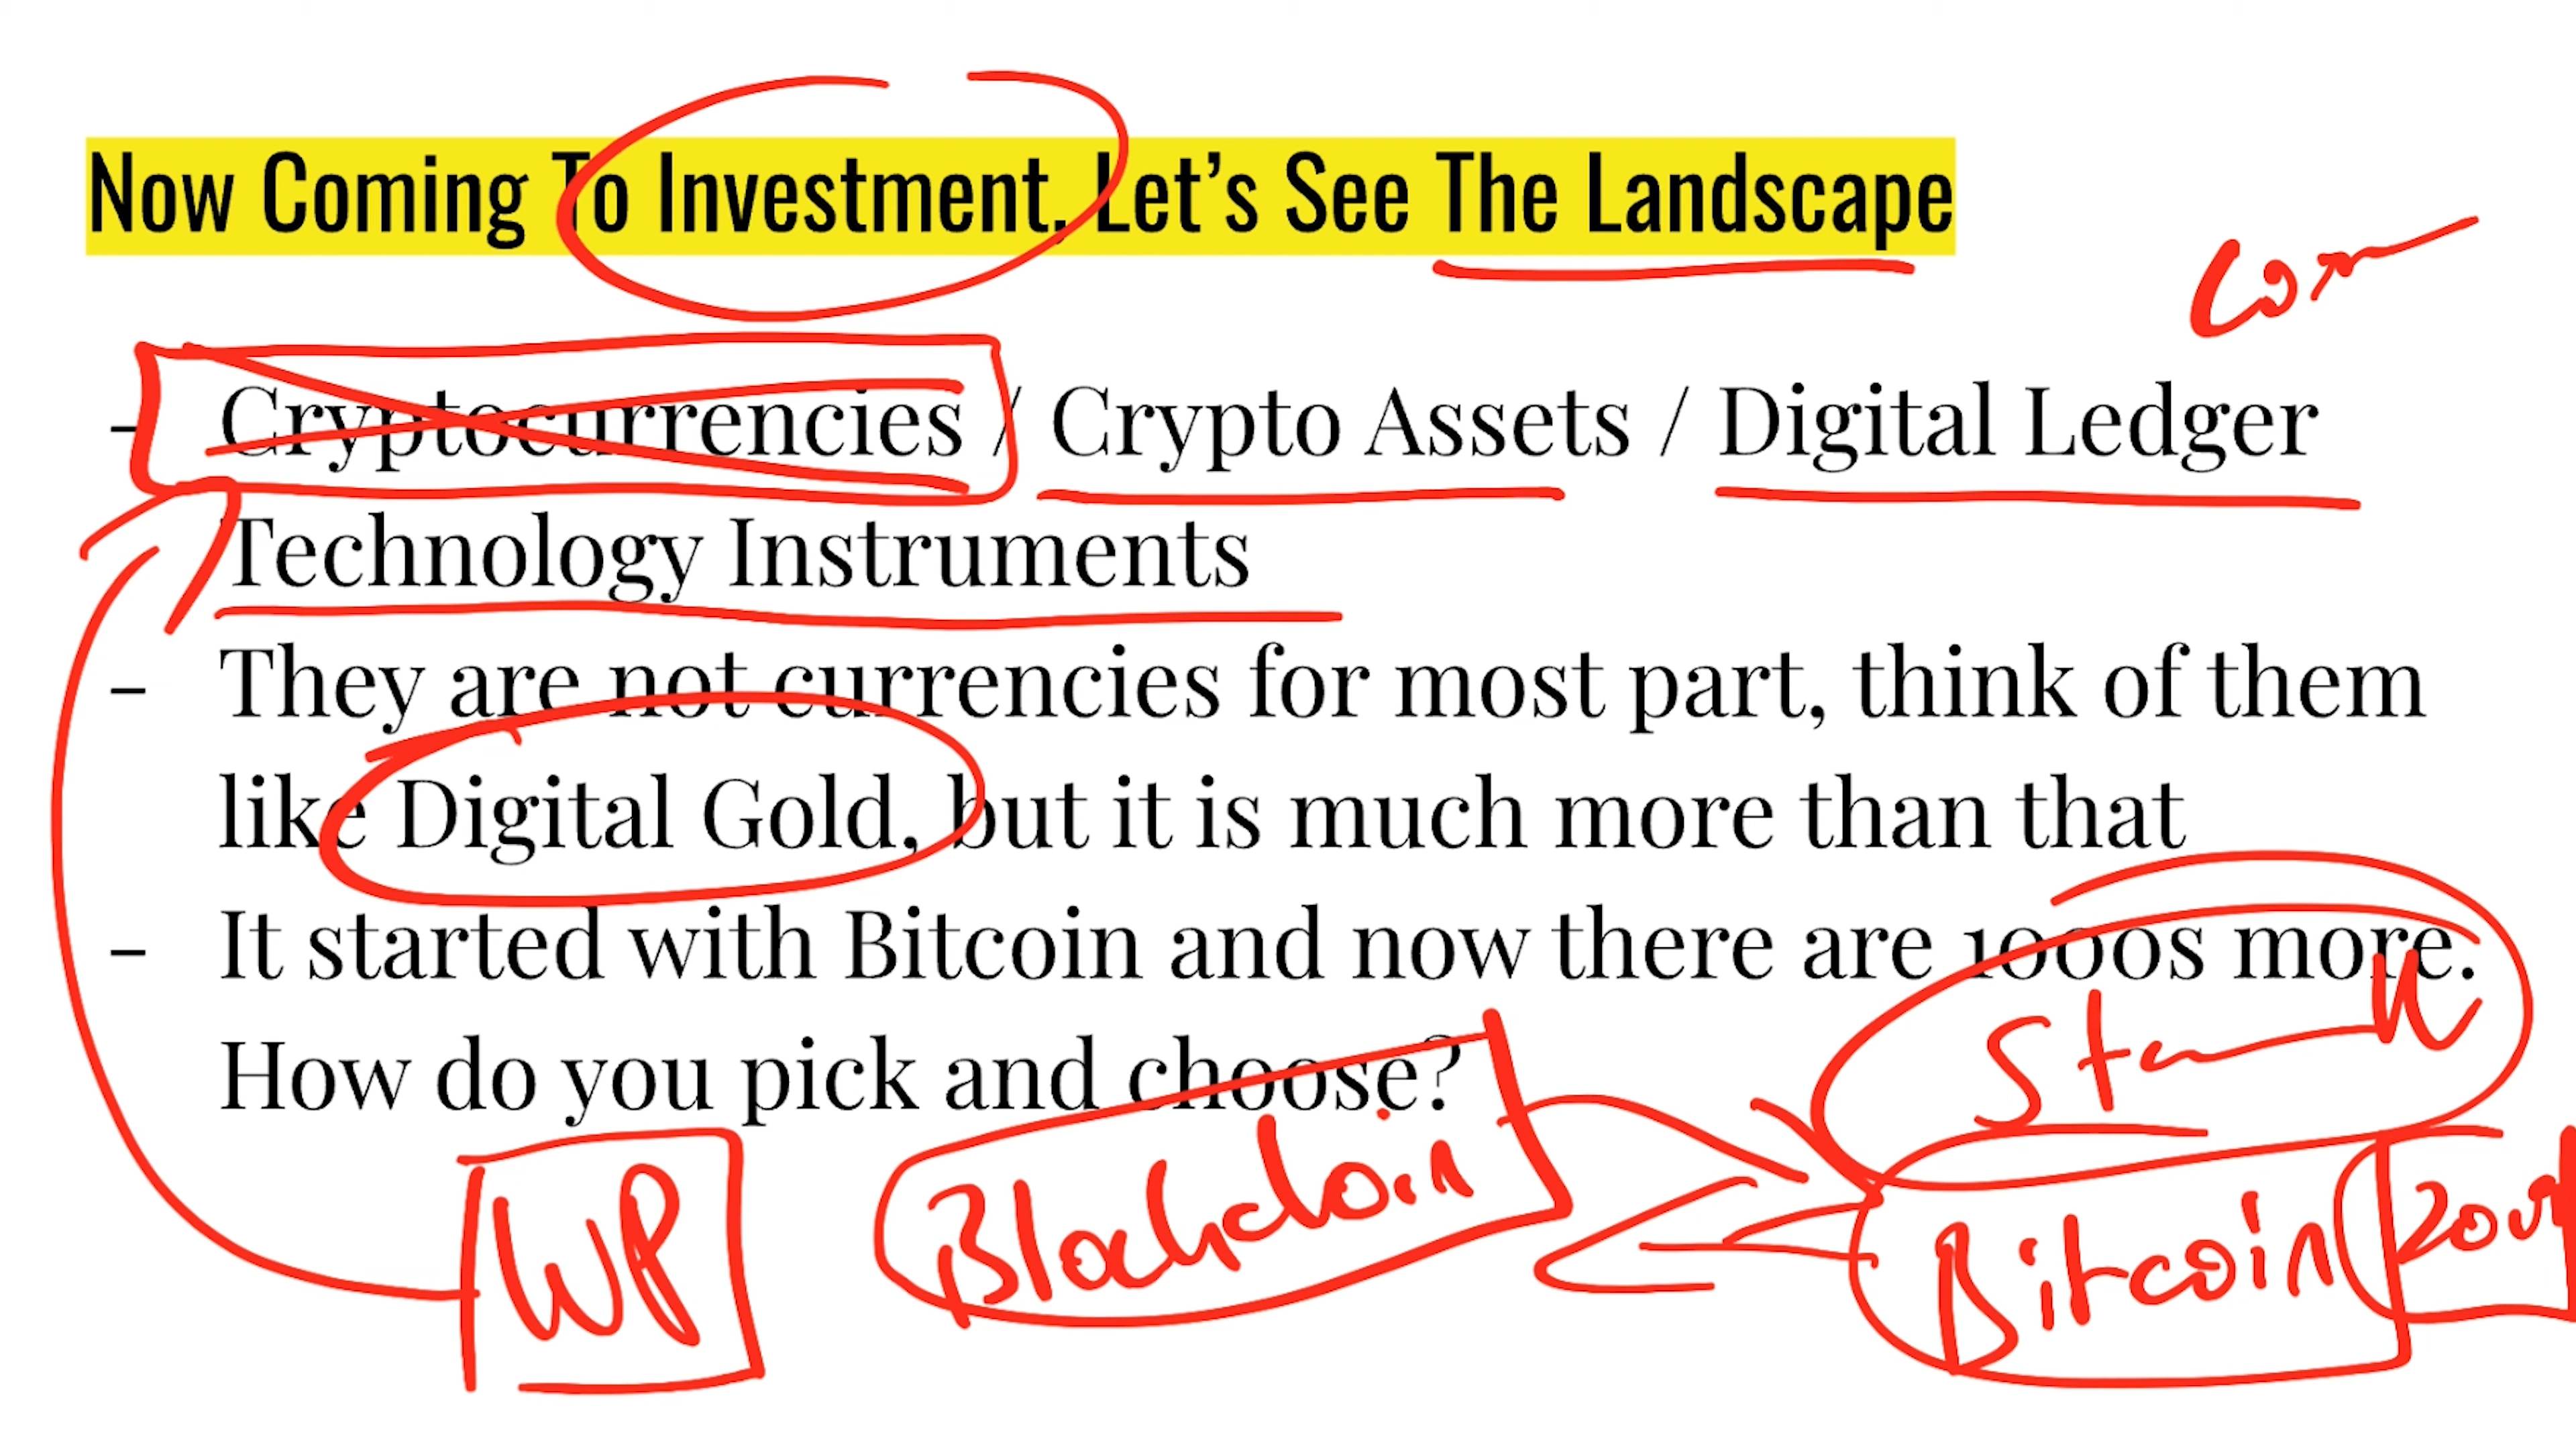 Now Coming To Investment, Let's See The Landscape
- Cryptocurrencies / Crypto Assets / Digital Ledger
Technology Instruments
- They are not currencies for most part, think of them
like Digital Gold, but it is much more than that
- It started with Bitcoin and now there are 1000s more.
How do you pick and choose?
WP
Blockchain
Bitcoin